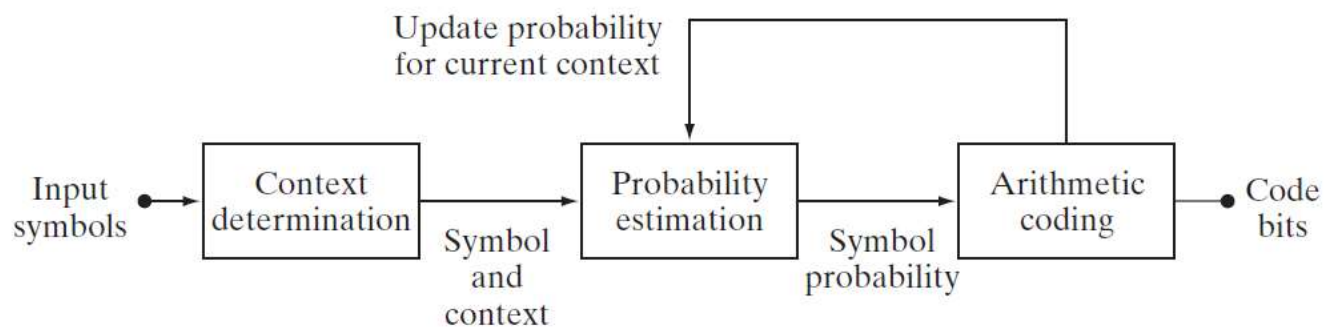 Update probability
for current context
Input
symbols
Context
determination
Symbol
and
context
Probability
estimation
Symbol
probability
Arithmetic
coding
Code
bits